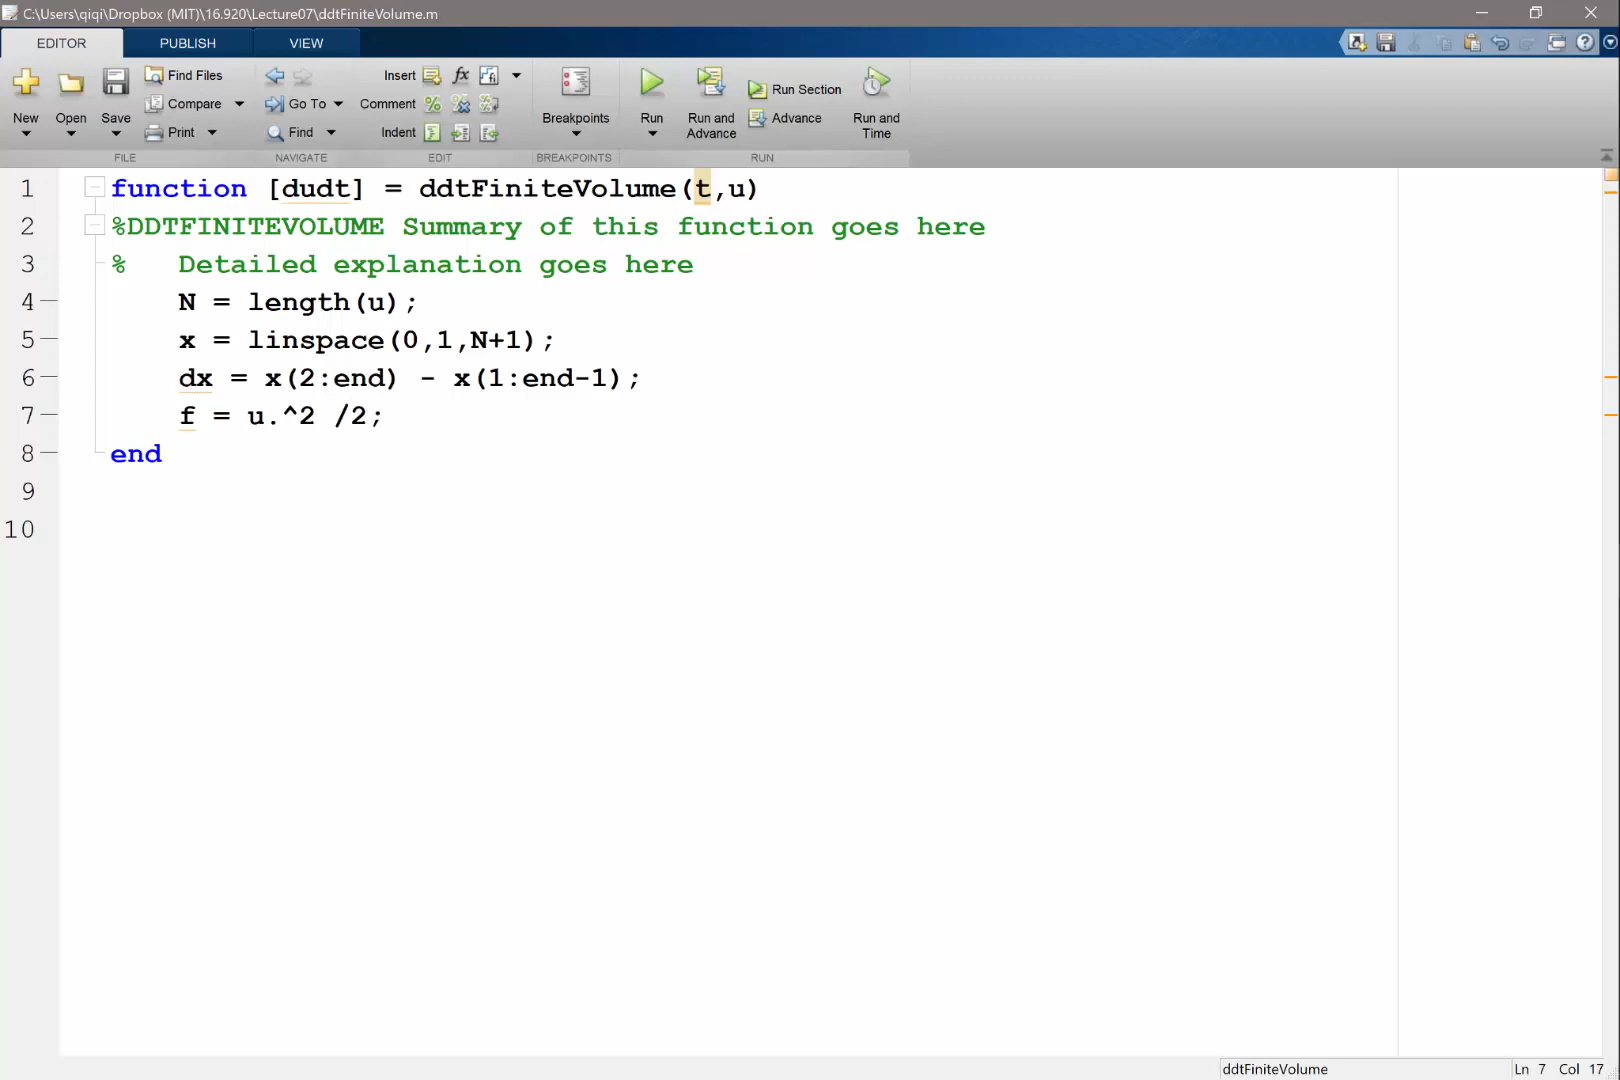 C:\Users\qiqi\Dropbox (MIT)\16.920\Lecture07\ddtFiniteVolume.m
EDITOR PUBLISH VIEW
New
Open
Save
Find Files
Compare
Print
FILE
Go To
Find
NAVIGATE
Insert fx
Comment
Indent
EDIT
Breakpoints
BREAKPOINTS
Run
Run and Advance
Run Section
Advance
Run and Time
RUN
1 function [dudt] = ddtFiniteVolume(t,u)
2 %DDTFINITEVOLUME Summary of this function goes here
3 %   Detailed explanation goes here
4 N = length(u);
5 x = linspace(0,1,N+1);
6 dx = x(2:end) - x(1:end-1);
7 f = u.^2 /2;
8 end
9
10
ddtFiniteVolume Ln 7 Col 17